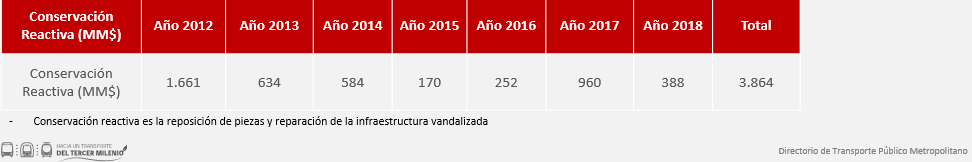 Conservación Reactiva (MM$) Año 2012 Año 2013 Año 2014 Año 2015 Año 2016 Año 2017 Año 2018 Total
Conservación Reactiva (MM$) 1.661 634 584 170 252 960 388 3.864
- Conservación reactiva es la reposición de piezas y reparación de la infraestructura vandalizada
HACIA UN TRANSPORTE
DEL TERCER MILENIO
Directorio de Transporte Público Metropolitano